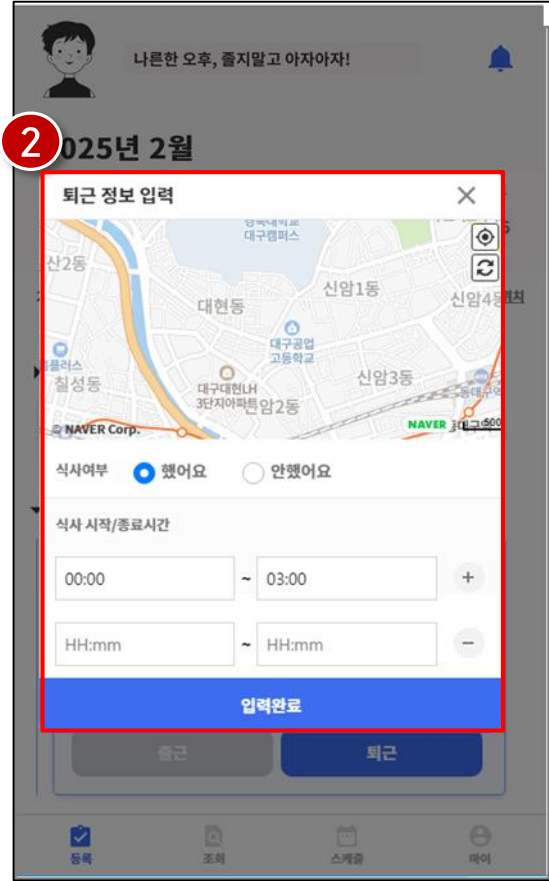 나른한 오후, 졸지말고 아자아자!
2
025년 2월
퇴근 정보 입력
대구캠퍼스
산2동
신암1동
대현동
신암4동
대구공업
고등학교
칠성동
신암3동
대구대현LH
3단지아파트
암2동
© NAVER Corp.
NAVER
500
식사여부 했어요 안했어요
식사 시작/종료시간
00:00 ~ 03:00 +
HH:mm ~ HH:mm −
입력완료
출근 퇴근
등록 조회 스케줄 마이